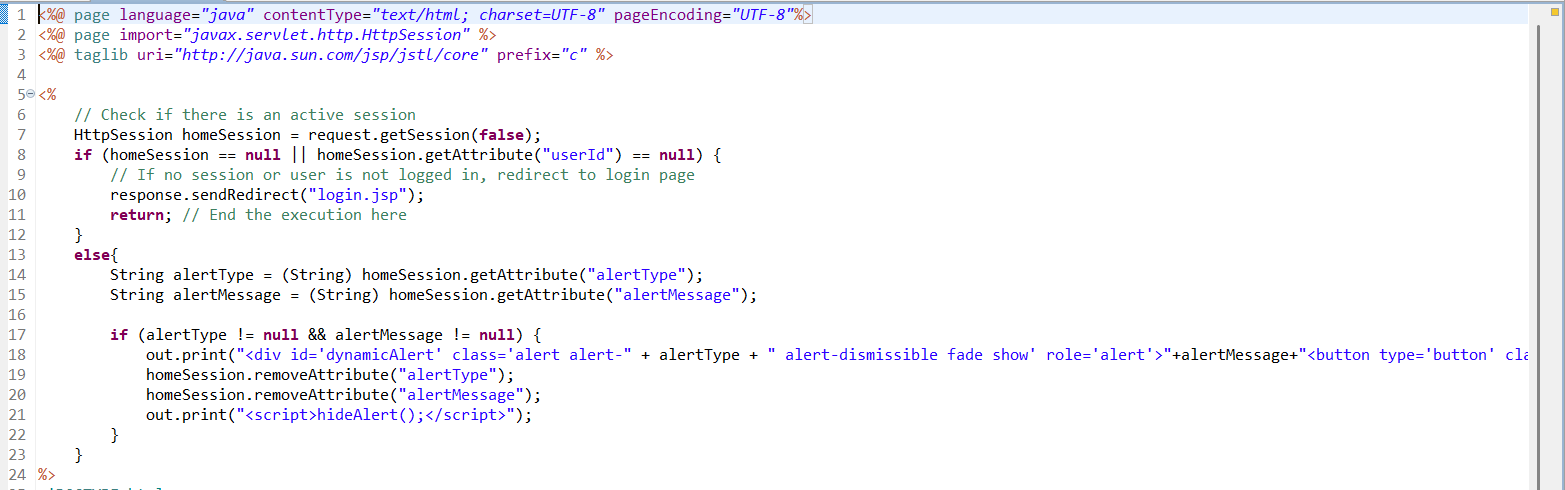 1 <%@ page language="java" contentType="text/html; charset=UTF-8" pageEncoding="UTF-8"%>
2 <%@ page import="javax.servlet.http.HttpSession" %>
3 <%@ taglib uri="http://java.sun.com/jsp/jstl/core" prefix="c" %>
4
5 <%
6     // Check if there is an active session
7     HttpSession homeSession = request.getSession(false);
8     if (homeSession == null || homeSession.getAttribute("userId") == null) {
9         // If no session or user is not logged in, redirect to login page
10         response.sendRedirect("login.jsp");
11         return; // End the execution here
12     }
13     else{
14         String alertType = (String) homeSession.getAttribute("alertType");
15         String alertMessage = (String) homeSession.getAttribute("alertMessage");
16
17         if (alertType != null && alertMessage != null) {
18             out.print("<div id='dynamicAlert' class='alert alert-" + alertType + " alert-dismissible fade show' role='alert'>"+alertMessage+"<button type='button' cla
19             homeSession.removeAttribute("alertType");
20             homeSession.removeAttribute("alertMessage");
21             out.print("<script>hideAlert();</script>");
22         }
23     }
24 %>